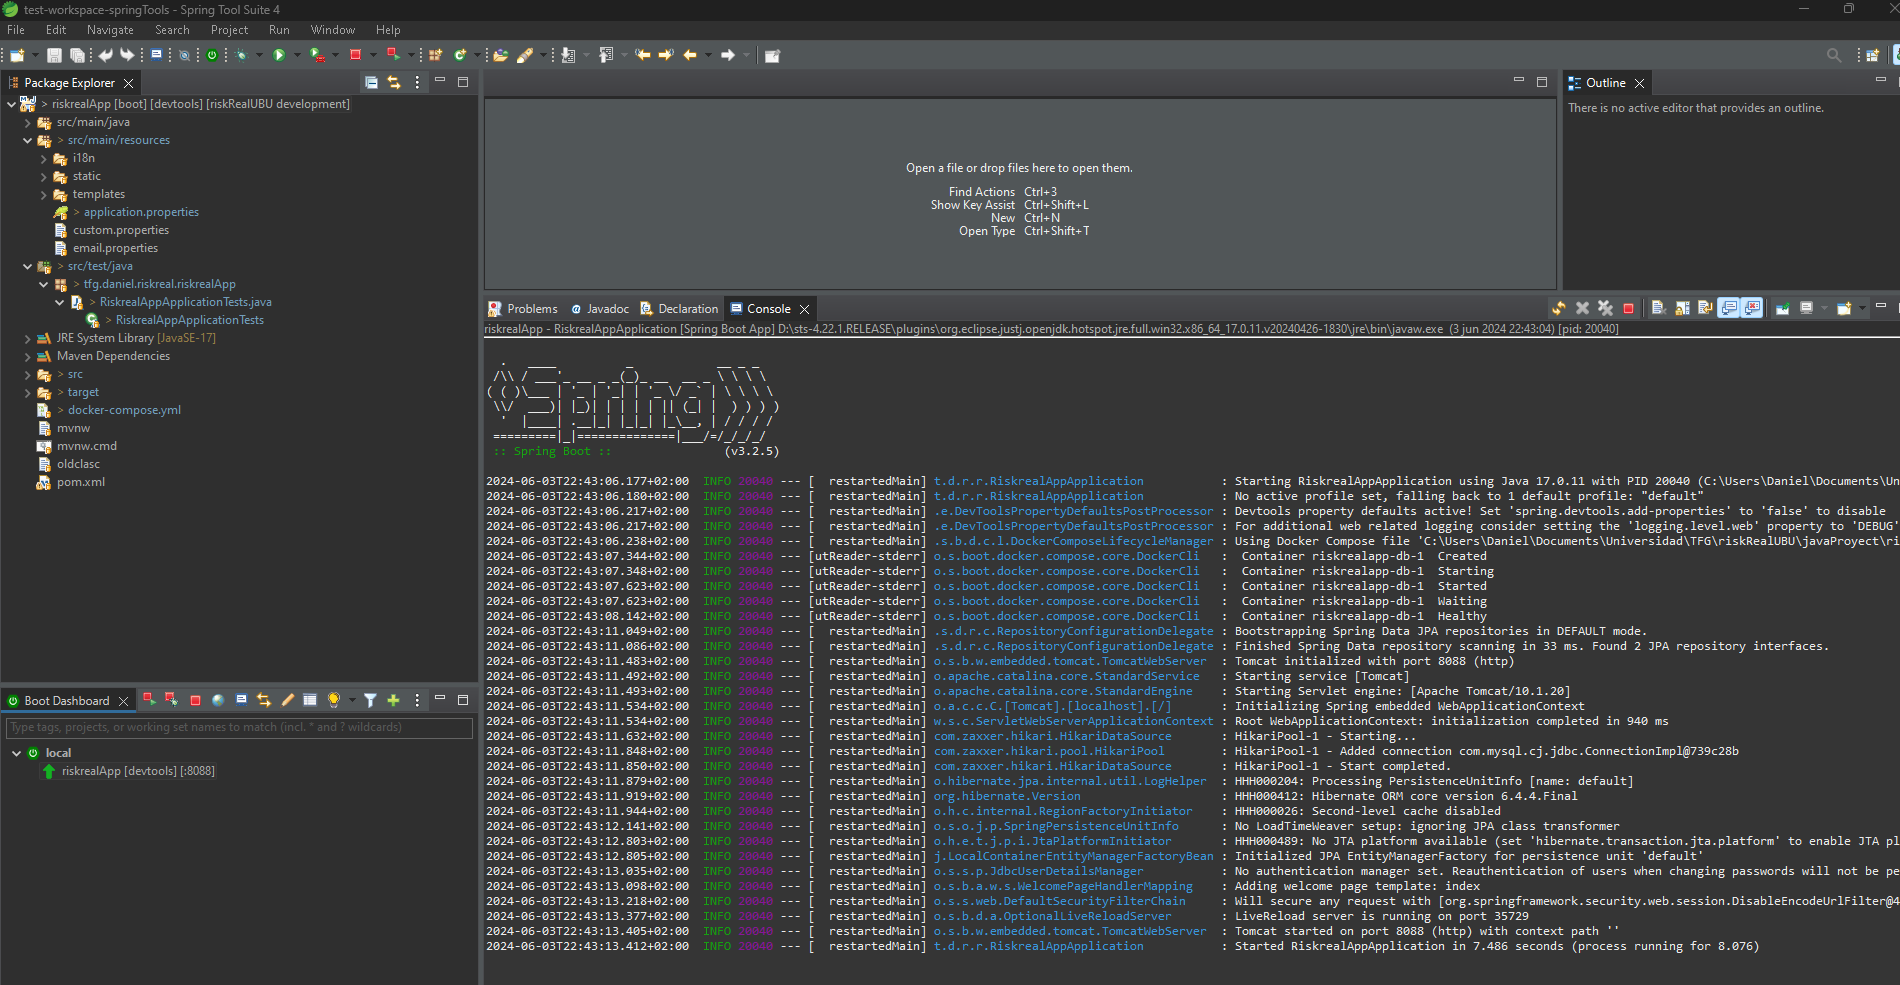 test-workspace-springTools - Spring Tool Suite 4
File Edit Navigate Search Project Run Window Help
Package Explorer
> riskrealApp [boot] [devtools] [riskRealUBU development]
src/main/java
> src/main/resources
i18n
static
templates
> application.properties
custom.properties
email.properties
> src/test/java
> tfg.daniel.riskreal.riskrealApp
> RiskrealAppApplicationTests.java
> RiskrealAppApplicationTests
JRE System Library [JavaSE-17]
Maven Dependencies
> src
> target
> docker-compose.yml
mvnw
mvnw.cmd
oldclasc
pom.xml
Boot Dashboard
Type tags, projects, or working set names to match (incl. * and ? wildcards)
local
riskrealApp [devtools] [:8088]
Open a file or drop files here to open them.
Find Actions Ctrl+3
Show Key Assist Ctrl+Shift+L
New Ctrl+N
Open Type Ctrl+Shift+T
Outline
There is no active editor that provides an outline.
Problems Javadoc Declaration Console
riskrealApp - RiskrealAppApplication [Spring Boot App] D:\sts-4.22.1.RELEASE\plugins\org.eclipse.justj.openjdk.hotspot.jre.full.win32.x86_64_17.0.11.v20240426-1830\jre\bin\javaw.exe (3 jun 2024 22:43:04) [pid: 20040]
Spring
:: Spring Boot :: (v3.2.5)
2024-06-03T22:43:06.177+02:00 INFO 20040 --- [ restartedMain] t.d.r.r.RiskrealAppApplication : Starting RiskrealAppApplication using Java 17.0.11 with PID 20040 (C:\Users\Daniel\Documents\Un
2024-06-03T22:43:06.180+02:00 INFO 20040 --- [ restartedMain] t.d.r.r.RiskrealAppApplication : No active profile set, falling back to 1 default profile: "default"
2024-06-03T22:43:06.217+02:00 INFO 20040 --- [ restartedMain] .e.DevToolsPropertyDefaultsPostProcessor : Devtools property defaults active! Set 'spring.devtools.add-properties' to 'false' to disable
2024-06-03T22:43:06.217+02:00 INFO 20040 --- [ restartedMain] .e.DevToolsPropertyDefaultsPostProcessor : For additional web related logging consider setting the 'logging.level.web' property to 'DEBUG'
2024-06-03T22:43:06.238+02:00 INFO 20040 --- [ restartedMain] .s.b.d.c.l.DockerComposeLifecycleManager : Using Docker Compose file 'C:\Users\Daniel\Documents\Universidad\TFG\riskRealUBU\javaProyect\ri
2024-06-03T22:43:07.344+02:00 INFO 20040 --- [utReader-stderr] o.s.boot.docker.compose.core.DockerCli : Container riskrealapp-db-1 Created
2024-06-03T22:43:07.348+02:00 INFO 20040 --- [utReader-stderr] o.s.boot.docker.compose.core.DockerCli : Container riskrealapp-db-1 Starting
2024-06-03T22:43:07.623+02:00 INFO 20040 --- [utReader-stderr] o.s.boot.docker.compose.core.DockerCli : Container riskrealapp-db-1 Started
2024-06-03T22:43:07.623+02:00 INFO 20040 --- [utReader-stderr] o.s.boot.docker.compose.core.DockerCli : Container riskrealapp-db-1 Waiting
2024-06-03T22:43:08.142+02:00 INFO 20040 --- [utReader-stderr] o.s.boot.docker.compose.core.DockerCli : Container riskrealapp-db-1 Healthy
2024-06-03T22:43:11.049+02:00 INFO 20040 --- [ restartedMain] .s.d.r.c.RepositoryConfigurationDelegate : Bootstrapping Spring Data JPA repositories in DEFAULT mode.
2024-06-03T22:43:11.086+02:00 INFO 20040 --- [ restartedMain] .s.d.r.c.RepositoryConfigurationDelegate : Finished Spring Data repository scanning in 33 ms. Found 2 JPA repository interfaces.
2024-06-03T22:43:11.483+02:00 INFO 20040 --- [ restartedMain] o.s.b.w.embedded.tomcat.TomcatWebServer : Tomcat initialized with port 8088 (http)
2024-06-03T22:43:11.492+02:00 INFO 20040 --- [ restartedMain] o.apache.catalina.core.StandardService : Starting service [Tomcat]
2024-06-03T22:43:11.493+02:00 INFO 20040 --- [ restartedMain] o.apache.catalina.core.StandardEngine : Starting Servlet engine: [Apache Tomcat/10.1.20]
2024-06-03T22:43:11.534+02:00 INFO 20040 --- [ restartedMain] o.a.c.c.C.[Tomcat].[localhost].[/] : Initializing Spring embedded WebApplicationContext
2024-06-03T22:43:11.534+02:00 INFO 20040 --- [ restartedMain] w.s.c.ServletWebServerApplicationContext : Root WebApplicationContext: initialization completed in 940 ms
2024-06-03T22:43:11.632+02:00 INFO 20040 --- [ restartedMain] com.zaxxer.hikari.HikariDataSource : HikariPool-1 - Starting...
2024-06-03T22:43:11.848+02:00 INFO 20040 --- [ restartedMain] com.zaxxer.hikari.pool.HikariPool : HikariPool-1 - Added connection com.mysql.cj.jdbc.ConnectionImpl@739c28b
2024-06-03T22:43:11.850+02:00 INFO 20040 --- [ restartedMain] com.zaxxer.hikari.HikariDataSource : HikariPool-1 - Start completed.
2024-06-03T22:43:11.879+02:00 INFO 20040 --- [ restartedMain] o.hibernate.jpa.internal.util.LogHelper : HHH000204: Processing PersistenceUnitInfo [name: default]
2024-06-03T22:43:11.919+02:00 INFO 20040 --- [ restartedMain] org.hibernate.Version : HHH000412: Hibernate ORM core version 6.4.4.Final
2024-06-03T22:43:11.944+02:00 INFO 20040 --- [ restartedMain] o.h.c.internal.RegionFactoryInitiator : HHH000026: Second-level cache disabled
2024-06-03T22:43:12.141+02:00 INFO 20040 --- [ restartedMain] o.s.o.j.p.SpringPersistenceUnitInfo : No LoadTimeWeaver setup: ignoring JPA class transformer
2024-06-03T22:43:12.803+02:00 INFO 20040 --- [ restartedMain] o.h.e.t.j.p.i.JtaPlatformInitiator : HHH000489: No JTA platform available (set 'hibernate.transaction.jta.platform' to enable JTA pl
2024-06-03T22:43:12.805+02:00 INFO 20040 --- [ restartedMain] j.LocalContainerEntityManagerFactoryBean : Initialized JPA EntityManagerFactory for persistence unit 'default'
2024-06-03T22:43:13.035+02:00 INFO 20040 --- [ restartedMain] o.s.s.p.JdbcUserDetailsManager : No authentication manager set. Reauthentication of users when changing passwords will not be pe
2024-06-03T22:43:13.098+02:00 INFO 20040 --- [ restartedMain] o.s.b.a.w.s.WelcomePageHandlerMapping : Adding welcome page template: index
2024-06-03T22:43:13.218+02:00 INFO 20040 --- [ restartedMain] o.s.s.web.DefaultSecurityFilterChain : Will secure any request with [org.springframework.security.web.session.DisableEncodeUrlFilter@4
2024-06-03T22:43:13.377+02:00 INFO 20040 --- [ restartedMain] o.s.b.d.a.OptionalLiveReloadServer : LiveReload server is running on port 35729
2024-06-03T22:43:13.405+02:00 INFO 20040 --- [ restartedMain] o.s.b.w.embedded.tomcat.TomcatWebServer : Tomcat started on port 8088 (http) with context path ''
2024-06-03T22:43:13.412+02:00 INFO 20040 --- [ restartedMain] t.d.r.r.RiskrealAppApplication : Started RiskrealAppApplication in 7.486 seconds (process running for 8.076)